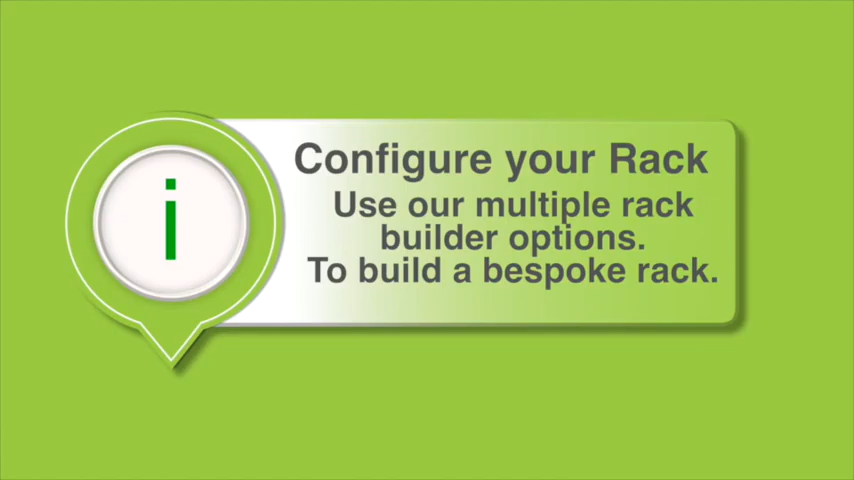 i
Configure your Rack
Use our multiple rack
builder options.
To build a bespoke rack.